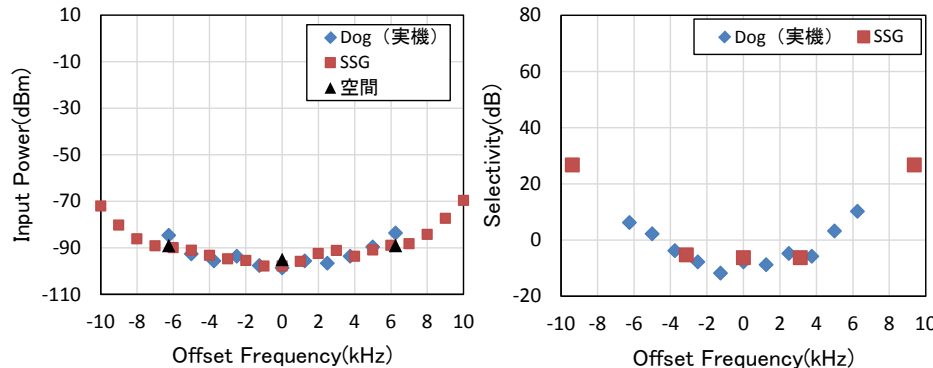 10
-10
-30
-50
-70
-90
-110
Input Power(dBm)
-10 -8 -6 -4 -2 0 2 4 6 8 10
Offset Frequency(kHz)
Dog（実機）
SSG
空間
80
60
40
20
0
-20
Selectivity(dB)
-10 -8 -6 -4 -2 0 2 4 6 8 10
Offset Frequency(kHz)
Dog（実機） SSG